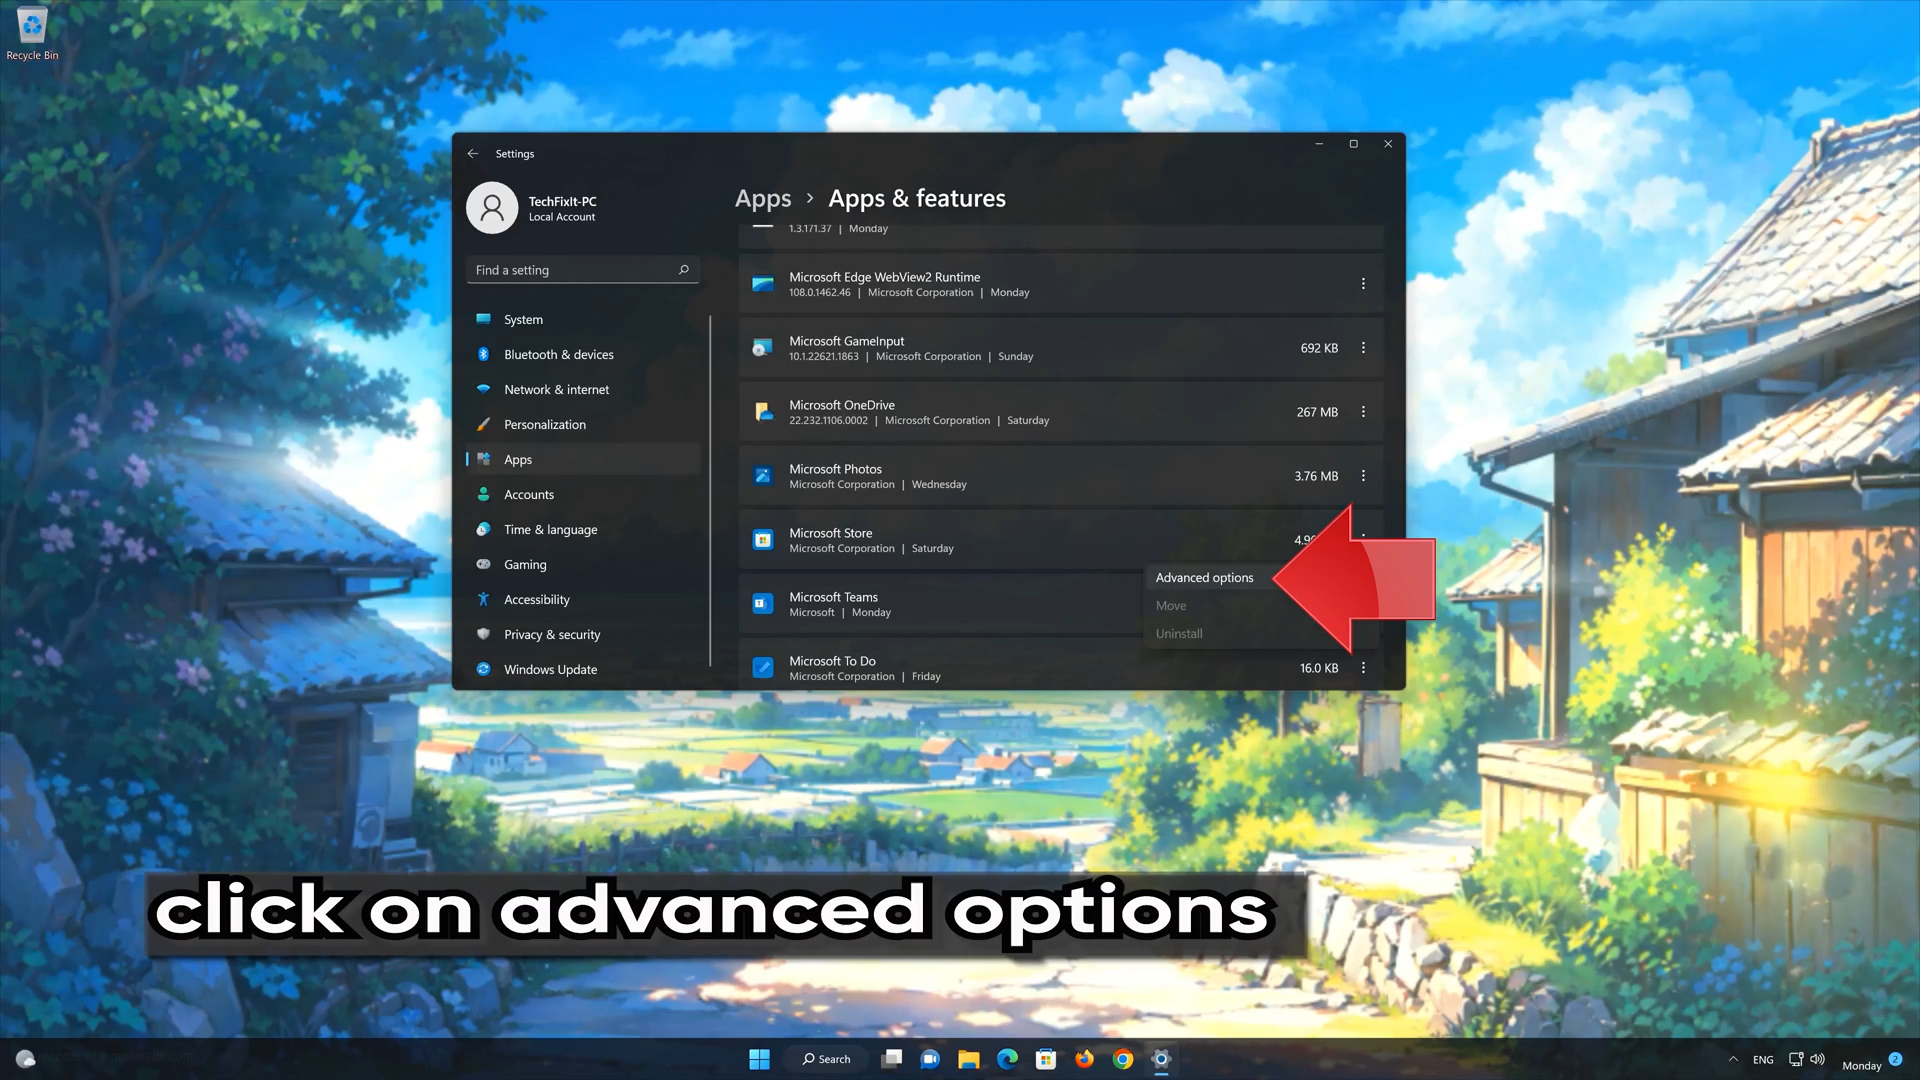 Recycle Bin
Settings
TechFixIt-PC
Local Account
Find a setting
System
Bluetooth & devices
Network & internet
Personalization
Apps
Accounts
Time & language
Gaming
Accessibility
Privacy & security
Windows Update
Apps › Apps & features
1.3.171.37 | Monday
Microsoft Edge WebView2 Runtime
108.0.1462.46 | Microsoft Corporation | Monday
Microsoft GameInput
10.1.22621.1863 | Microsoft Corporation | Sunday
692 KB
Microsoft OneDrive
22.232.1106.0002 | Microsoft Corporation | Saturday
267 MB
Microsoft Photos
Microsoft Corporation | Wednesday
3.76 MB
Microsoft Store
Microsoft Corporation | Saturday
Advanced options
Move
Uninstall
Microsoft Teams
Microsoft | Monday
Microsoft To Do
Microsoft Corporation | Friday
16.0 KB
click on advanced options
Search
ENG
Monday
2